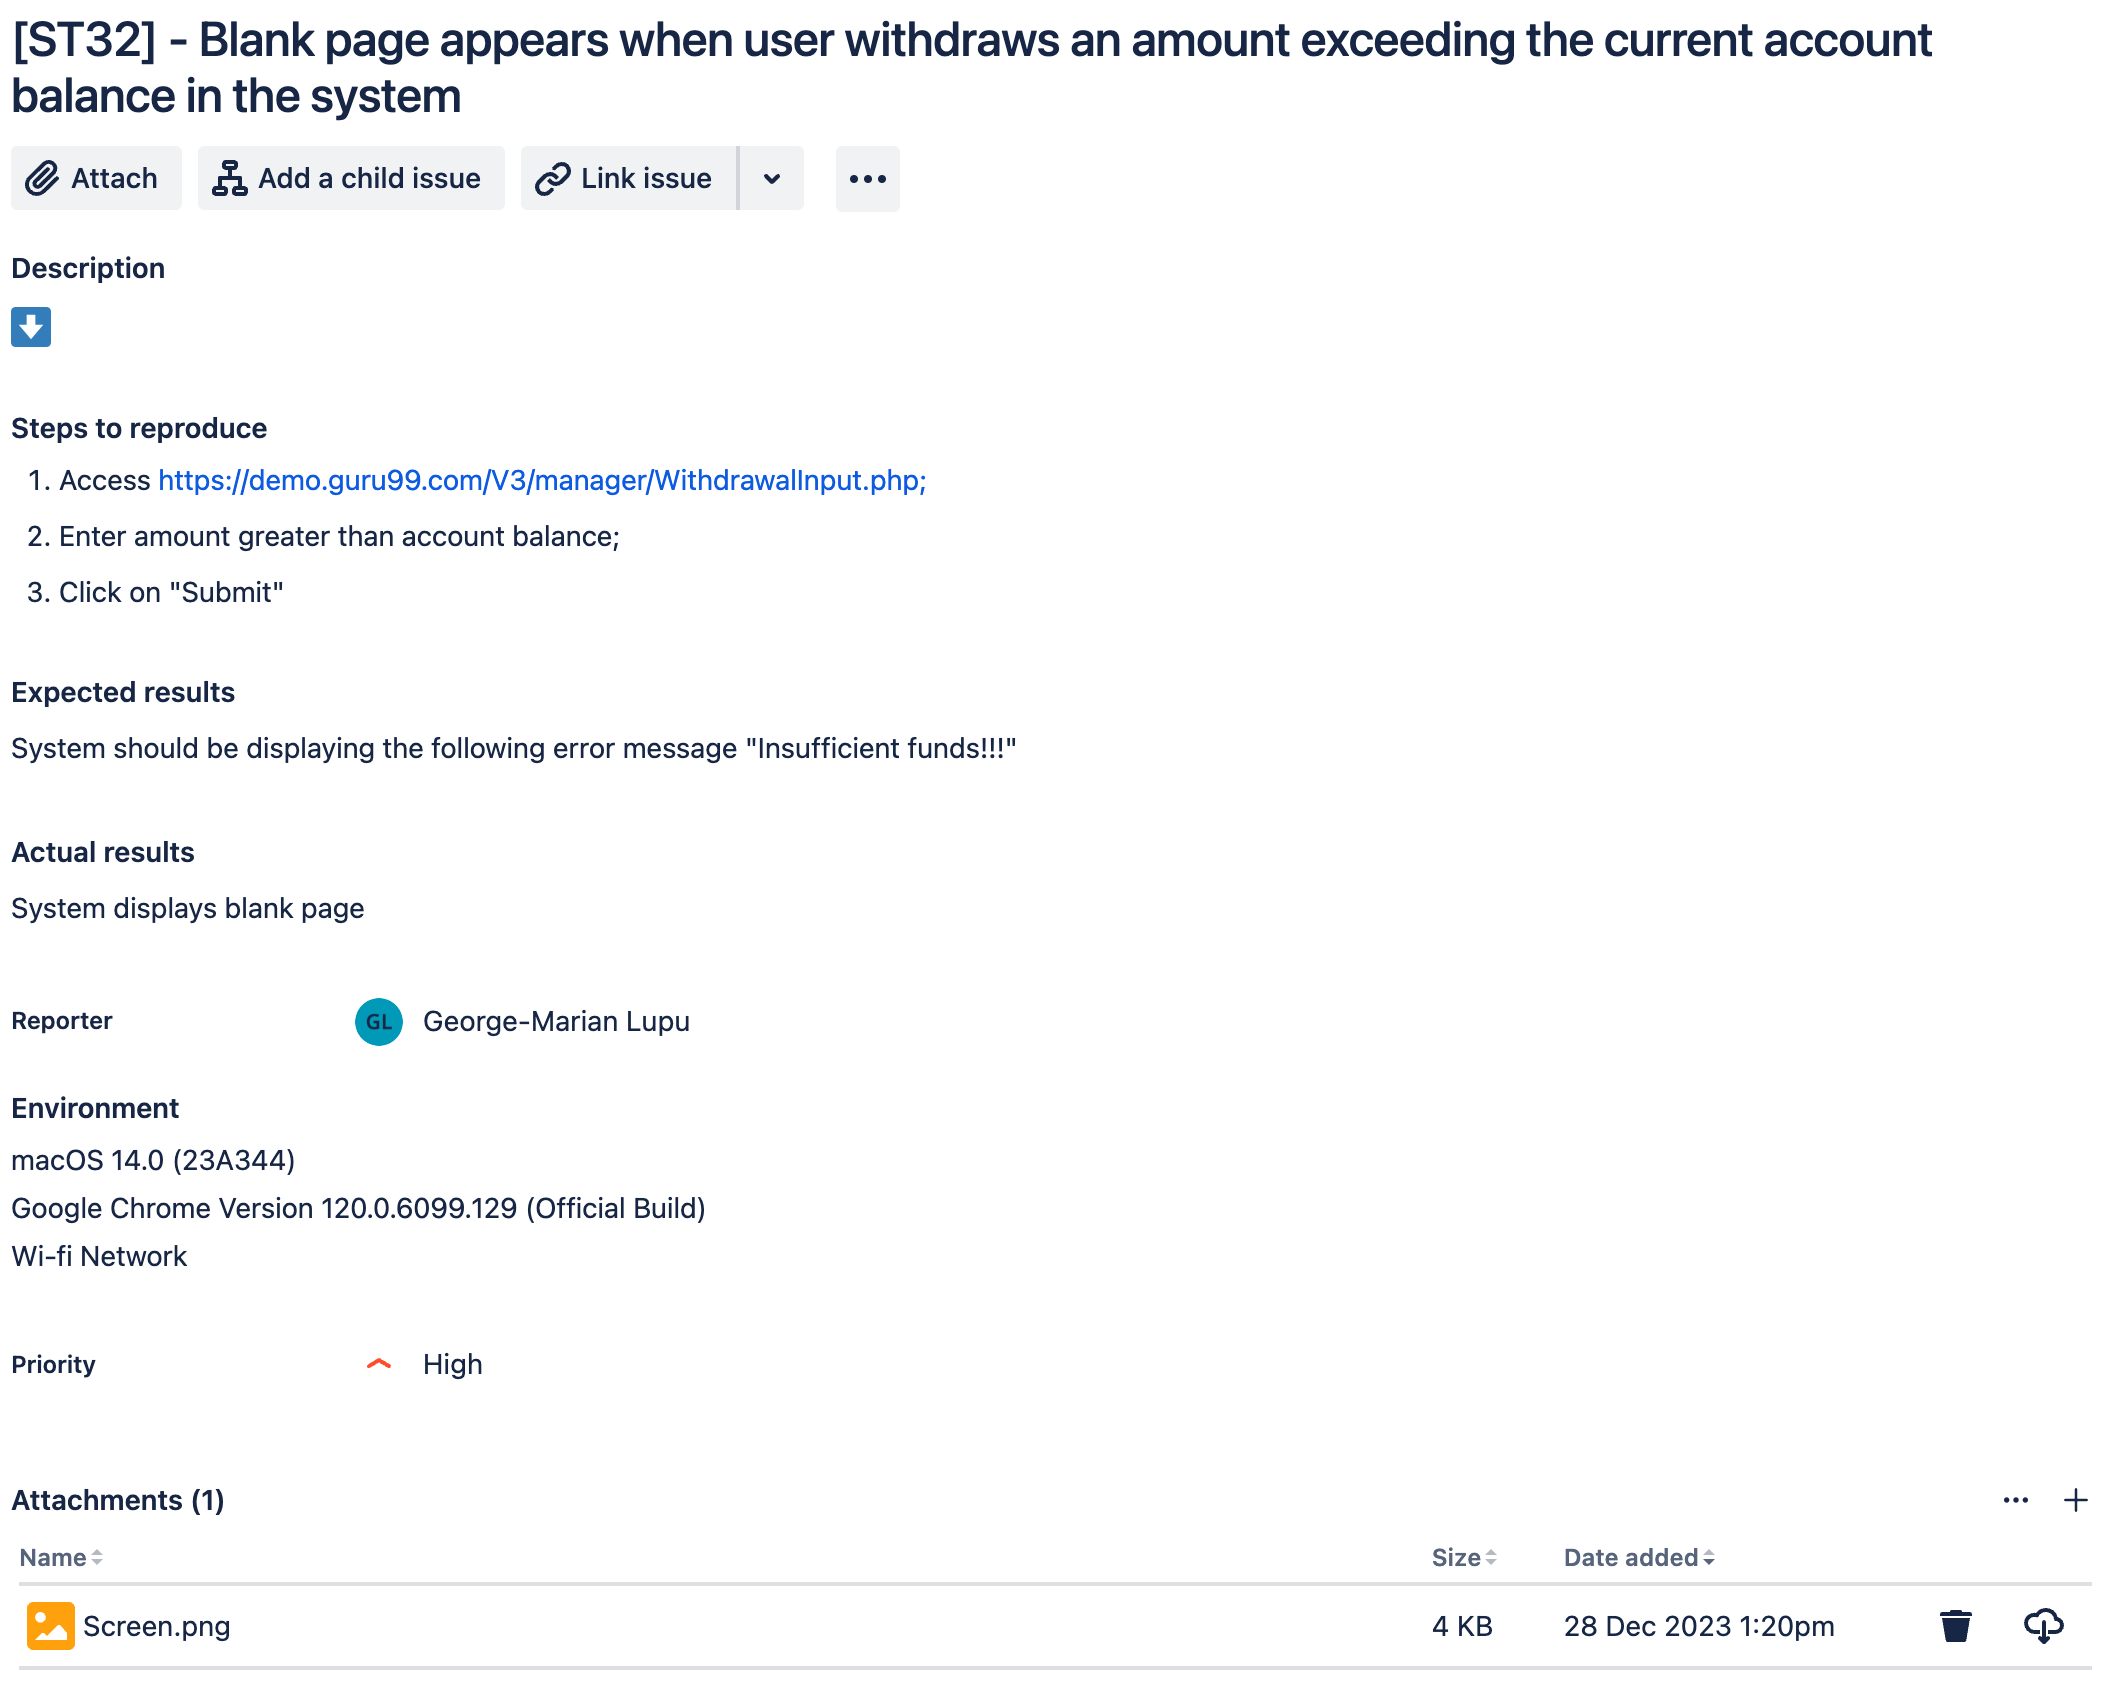 [ST32] - Blank page appears when user withdraws an amount exceeding the current account
balance in the system
Attach Add a child issue Link issue
Description
Steps to reproduce
1. Access https://demo.guru99.com/V3/manager/WithdrawalInput.php;
2. Enter amount greater than account balance;
3. Click on "Submit"
Expected results
System should be displaying the following error message "Insufficient funds!!!"
Actual results
System displays blank page
Reporter GL George-Marian Lupu
Environment
macOS 14.0 (23A344)
Google Chrome Version 120.0.6099.129 (Official Build)
Wi-fi Network
Priority High
Attachments (1)
Name Size Date added
Screen.png 4 KB 28 Dec 2023 1:20pm